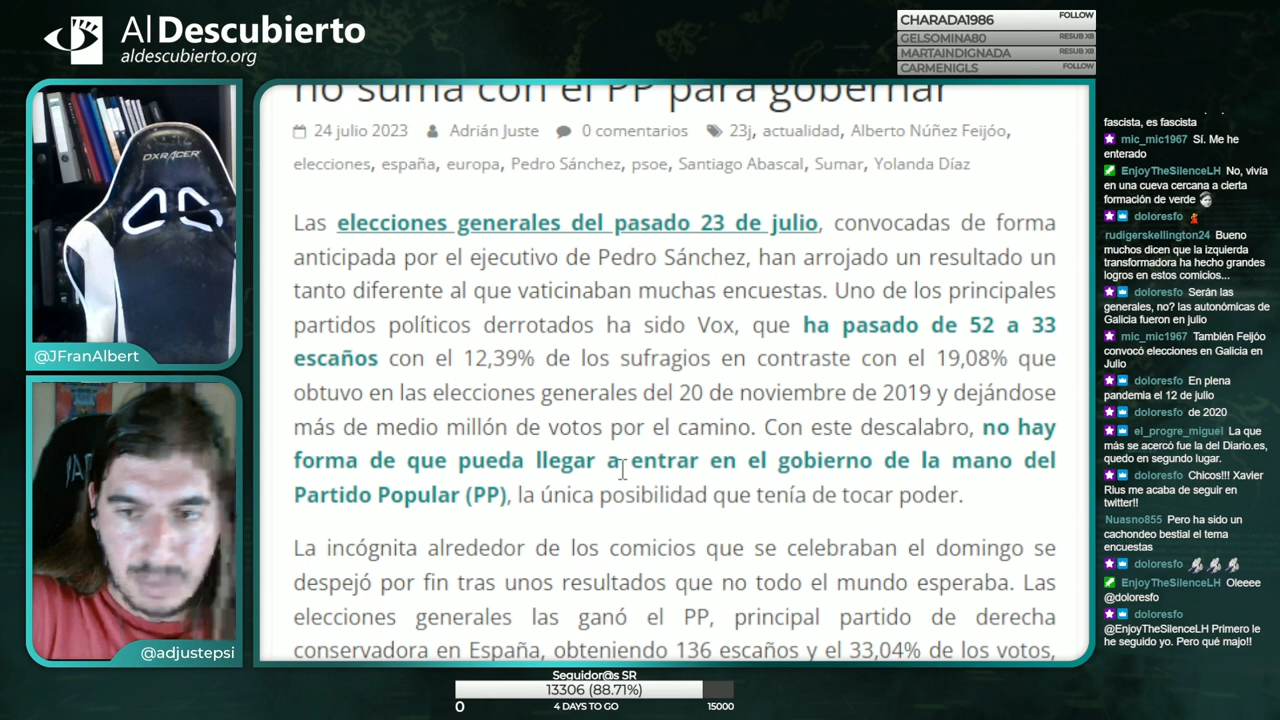 Al Descubierto
aldescubierto.org
CHARADA1986 FOLLOW
GELSOMINA80 RESUB X8
MARTAINDIGNADA RESUB X8
CARMENIGLS FOLLOW
DXRACER
@JFranAlbert
@adjustepsi
no suma con el PP para gobernar
24 julio 2023 Adrián Juste 0 comentarios 23j, actualidad, Alberto Núñez Feijóo,
elecciones, españa, europa, Pedro Sánchez, psoe, Santiago Abascal, Sumar, Yolanda Díaz
Las elecciones generales del pasado 23 de julio, convocadas de forma
anticipada por el ejecutivo de Pedro Sánchez, han arrojado un resultado un
tanto diferente al que vaticinaban muchas encuestas. Uno de los principales
partidos políticos derrotados ha sido Vox, que ha pasado de 52 a 33
escaños con el 12,39% de los sufragios en contraste con el 19,08% que
obtuvo en las elecciones generales del 20 de noviembre de 2019 y dejándose
más de medio millón de votos por el camino. Con este descalabro, no hay
forma de que pueda llegar a entrar en el gobierno de la mano del
Partido Popular (PP), la única posibilidad que tenía de tocar poder.
La incógnita alrededor de los comicios que se celebraban el domingo se
despejó por fin tras unos resultados que no todo el mundo esperaba. Las
elecciones generales las ganó el PP, principal partido de derecha
conservadora en España, obteniendo 136 escaños y el 33,04% de los votos,
fascista, es fascista
mic_mic1967 Sí. Me he
enterado
EnjoyTheSilenceLH No, vivía
en una cueva cercana a cierta
formación de verde
doloresfo
rudigerskellington24 Bueno
muchos dicen que la izquierda
transformadora ha hecho grandes
logros en estos comicios...
doloresfo Serán las
generales, no? las autonómicas de
Galicia fueron en julio
mic_mic1967 También Feijóo
convocó elecciones en Galicia en
Julio
doloresfo En plena
pandemia el 12 de julio
doloresfo de 2020
el_progre_miguel La que
más se acercó fue la del Diario.es,
quedo en segundo lugar.
doloresfo Chicos!!! Xavier
Rius me acaba de seguir en
twitter!!
Nuasno855 Pero ha sido un
cachondeo bestial el tema
encuestas
doloresfo
EnjoyTheSilenceLH Oleeee
@doloresfo
doloresfo
@EnjoyTheSilenceLH Primero le
he seguido yo. Pero qué majo!!
Seguidor@s SR
13306 (88.71%)
0 4 DAYS TO GO 15000